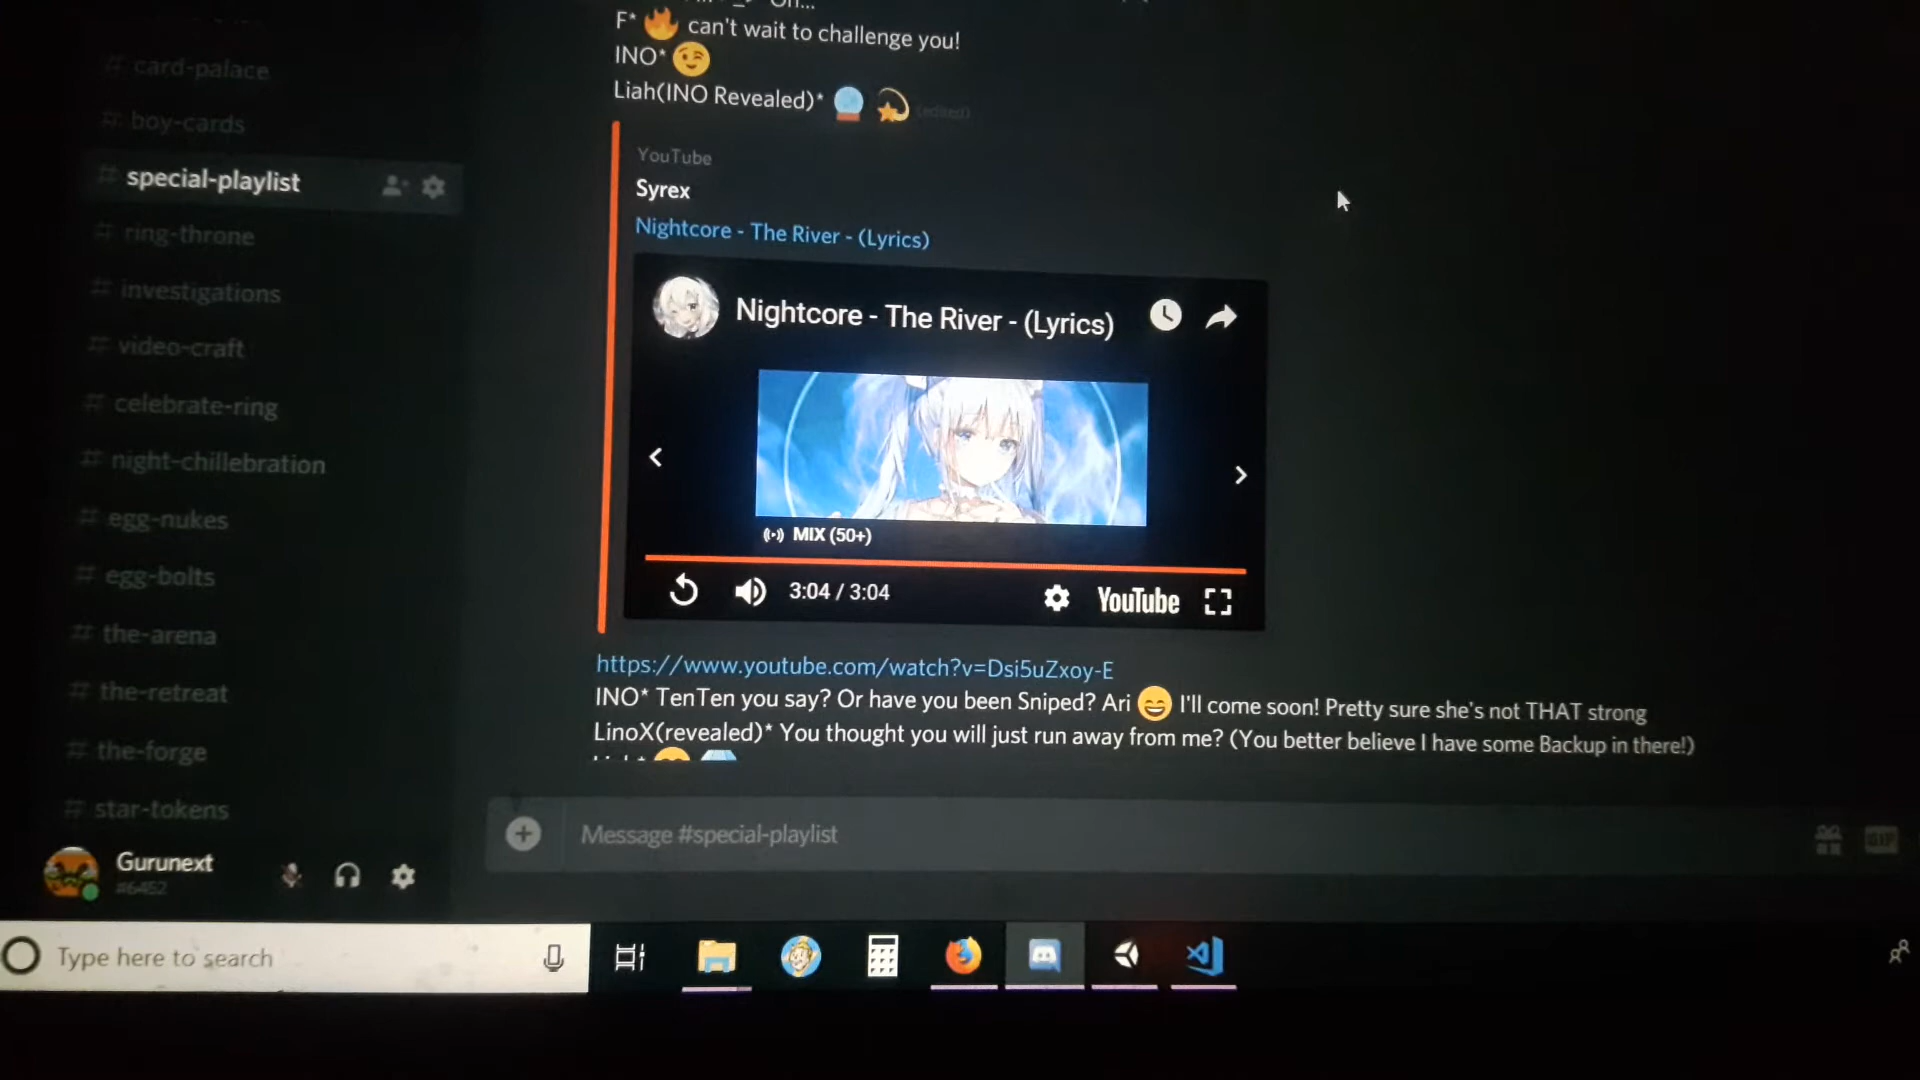 card-palace
boy-cards
special-playlist
ring-throne
investigations
video-craft
celebrate-ring
night-chillebration
egg-nukes
egg-bolts
the-arena
the-retreat
the-forge
star-tokens
Gurunext
#6452
F* can't wait to challenge you!
INO*
Liah(INO Revealed)* (edited)
YouTube
Syrex
Nightcore - The River - (Lyrics)
Nightcore - The River - (Lyrics)
MIX (50+)
3:04 / 3:04
YouTube
https://www.youtube.com/watch?v=Dsi5uZxoy-E
INO* TenTen you say? Or have you been Sniped? Ari I'll come soon! Pretty sure she's not THAT strong
LinoX(revealed)* You thought you will just run away from me? (You better believe I have some Backup in there!)
Message #special-playlist
GIF
Type here to search